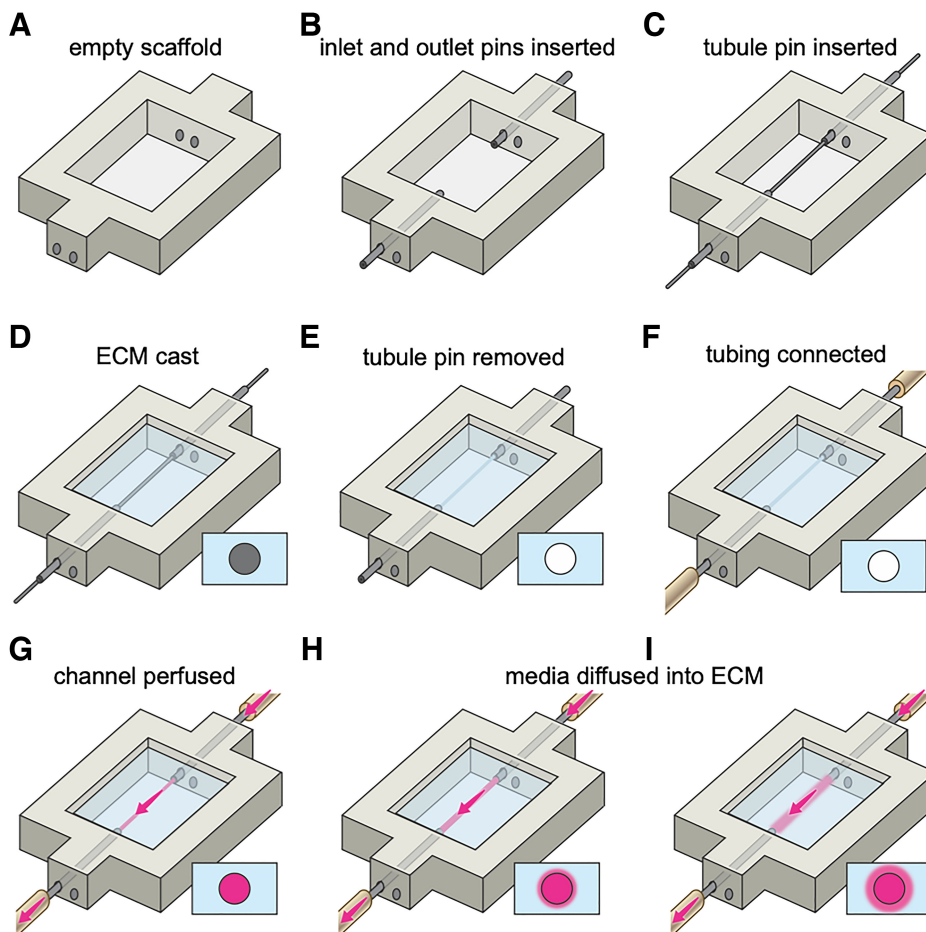 A
empty scaffold
B
inlet and outlet pins inserted
C
tubule pin inserted
D
ECM cast
E
tubule pin removed
F
tubing connected
G
channel perfused
H
media diffused into ECM
I